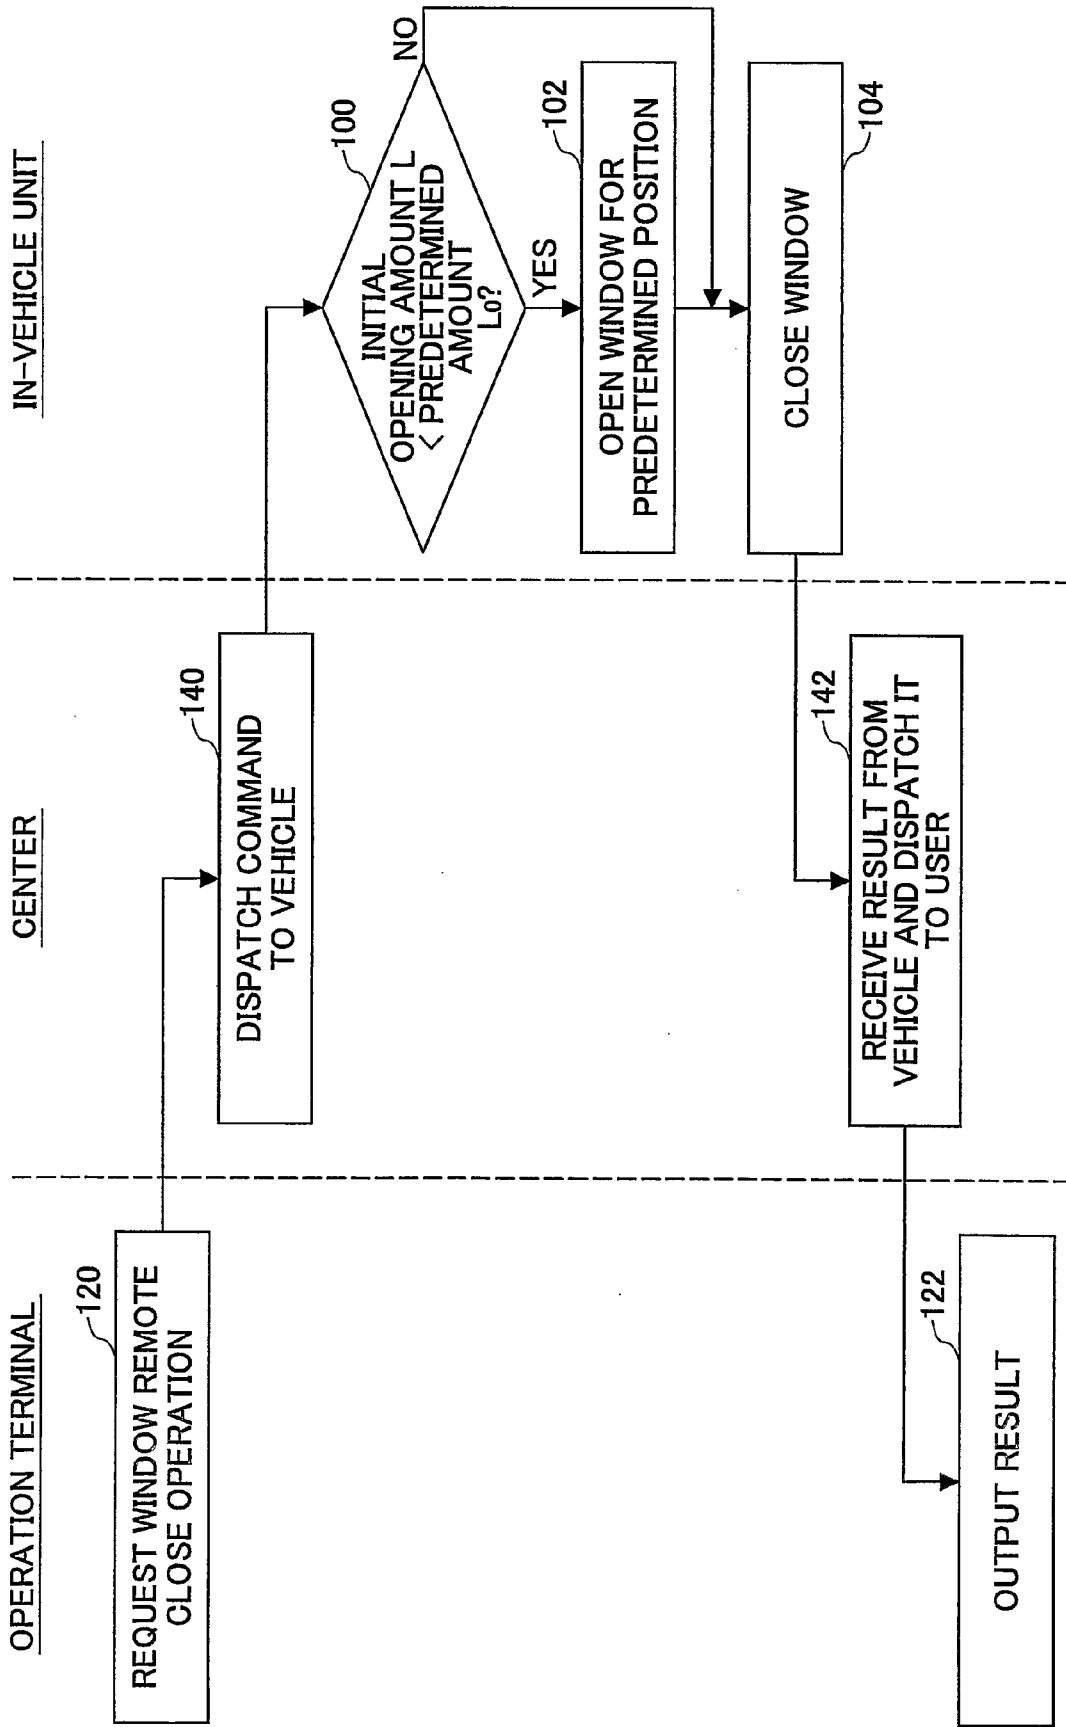 OPERATION TERMINAL
CENTER
IN-VEHICLE UNIT
120
REQUEST WINDOW REMOTE
CLOSE OPERATION
140
DISPATCH COMMAND
TO VEHICLE
100
INITIAL
OPENING AMOUNT L
< PREDETERMINED
AMOUNT
L0?
NO
YES
102
OPEN WINDOW FOR
PREDETERMINED POSITION
104
CLOSE WINDOW
142
RECEIVE RESULT FROM
VEHICLE AND DISPATCH IT
TO USER
122
OUTPUT RESULT